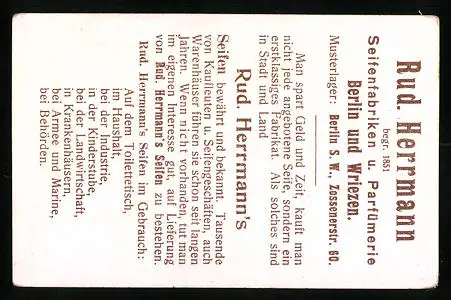 Rud. Herrmann
begr. 1851
Seifenfabriken u. Parfümerie
Berlin und Wriezen.
Musterlager: Berlin S. W., Zossenerstr. 60.
Man spart Geld und Zeit, kauft man
nicht jede angebotene Seife, sondern ein
erstklassiges Fabrikat. Als solches sind
in Stadt und Land
Rud. Herrmann's
Seifen bewährt und bekannt. Tausende
von Kaufleuten u. Seifengeschäften, auch
Warenhäuser führen sie schon seit langen
Jahren. Wenn nicht vorhanden, tut man
im eigenen Interesse gut, auf Lieferung
von Rud. Herrmann's Seifen zu bestehen.
Rud. Herrmann's Seifen im Gebrauch:
Auf dem Toilettetisch,
im Haushalt,
bei der Industrie,
in der Kinderstube,
bei der Landwirtschaft,
in Krankenhäusern,
bei Armee und Marine,
bei Behörden.